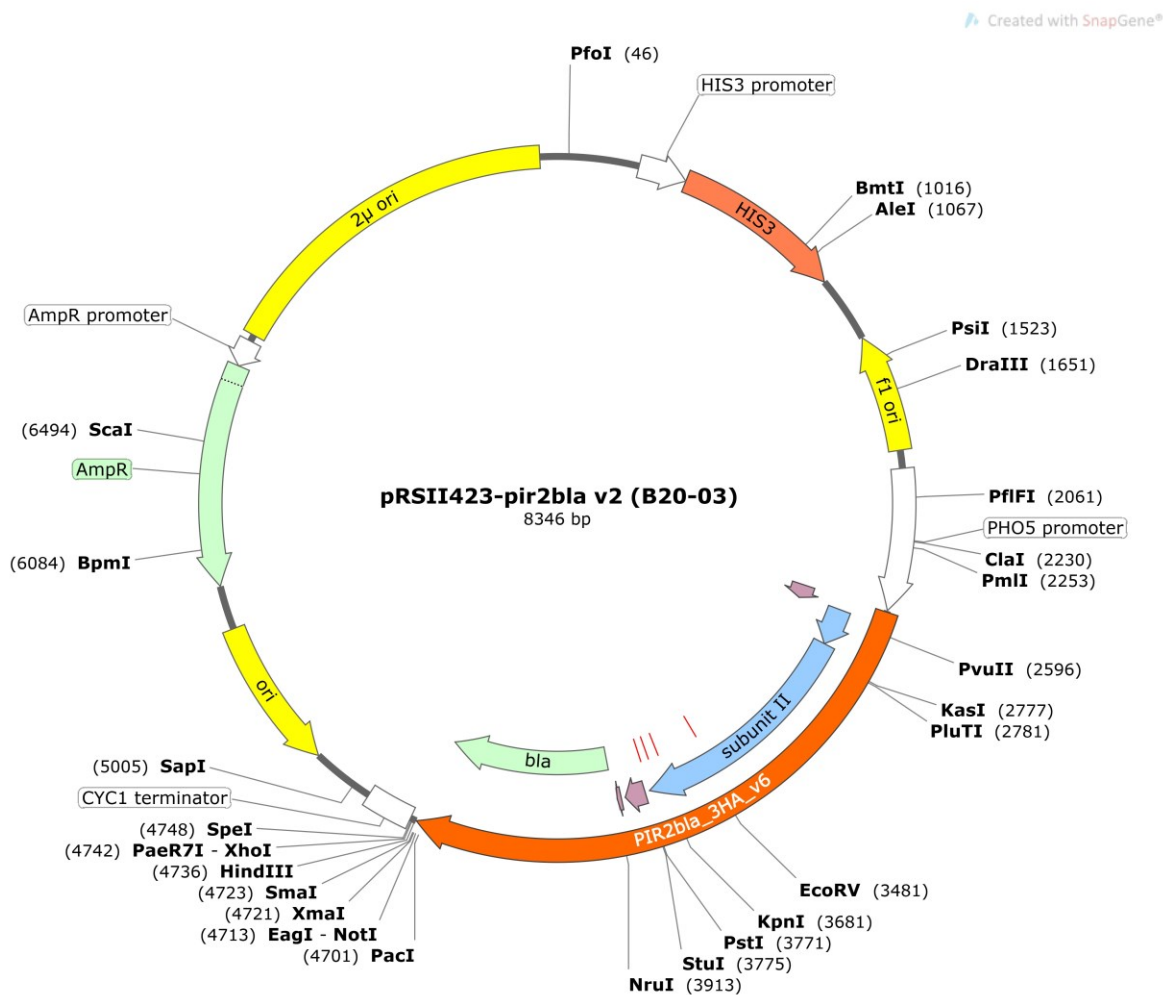 Created with SnapGene®
PfoI (46)
HIS3 promoter
BmtI (1016)
AleI (1067)
HIS3
PsiI (1523)
DraIII (1651)
f1 ori
PflFI (2061)
PHO5 promoter
ClaI (2230)
PmlI (2253)
PvuII (2596)
KasI (2777)
PluTI (2781)
subunit II
PIR2bla_3HA_v6
EcoRV (3481)
KpnI (3681)
PstI (3771)
StuI (3775)
NruI (3913)
bla
(4701) PacI
(4713) EagI - NotI
(4721) XmaI
(4723) SmaI
(4736) HindIII
(4742) PaeR7I - XhoI
(4748) SpeI
CYC1 terminator
(5005) SapI
ori
(6084) BpmI
AmpR
(6494) ScaI
AmpR promoter
2μ ori
pRSII423-pir2bla v2 (B20-03)
8346 bp